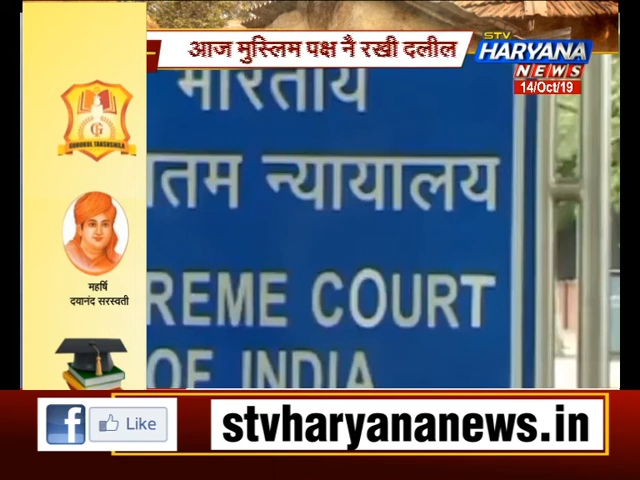 आज मुस्लिम पक्ष नै रखी दलील
STV
HARYANA
NEWS
14/Oct/19
भारतीय
तम न्यायालय
REME COURT
OF INDIA
GURUKUL TAKSHSHILA
महर्षि
दयानंद सरस्वती
f Like
stvharyananews.in